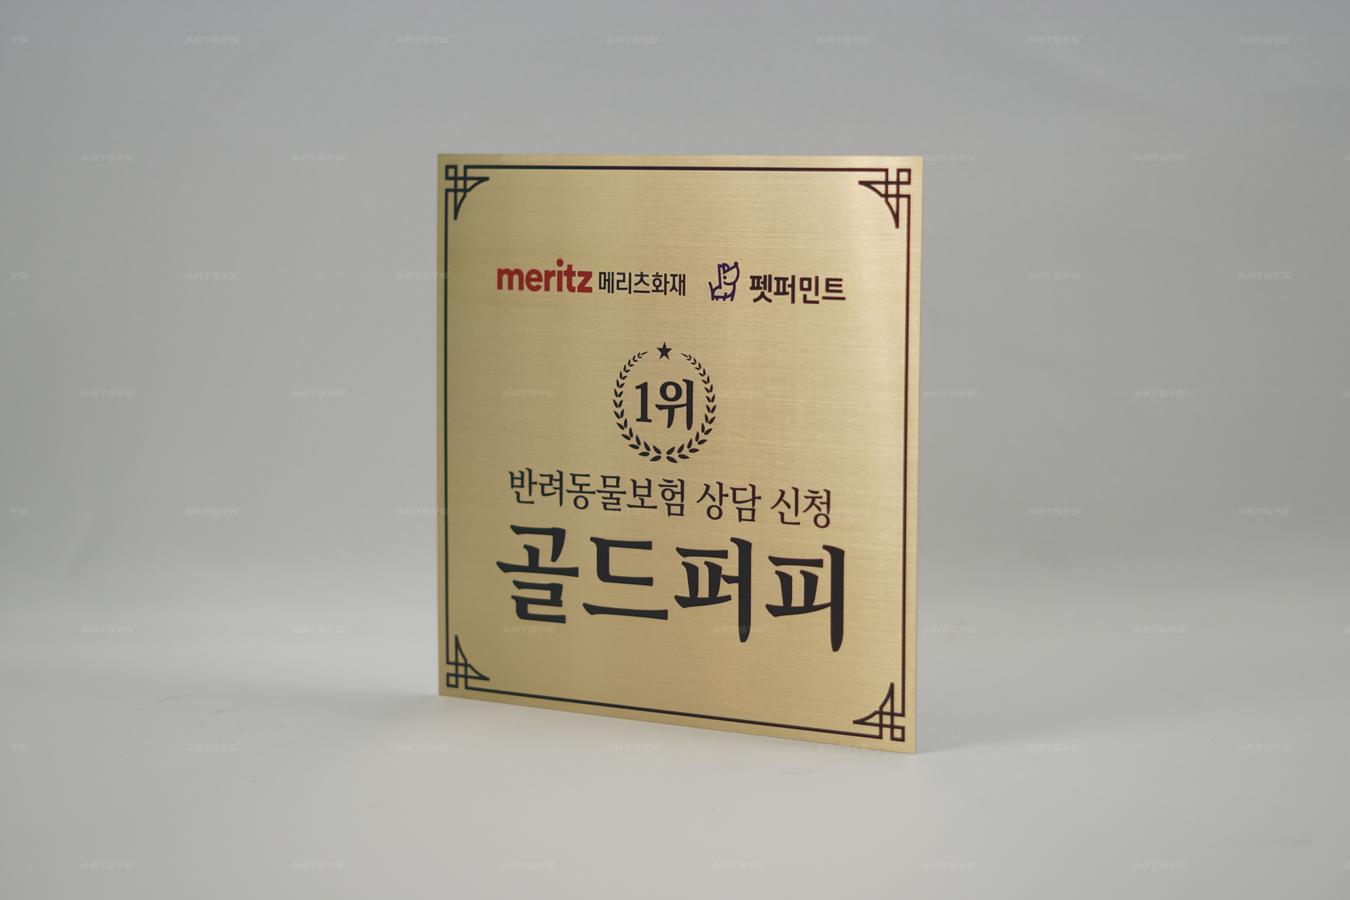 meritz 메리츠화재 펫퍼민트
1위
반려동물보험 상담 신청
골드퍼피
ARTSYS